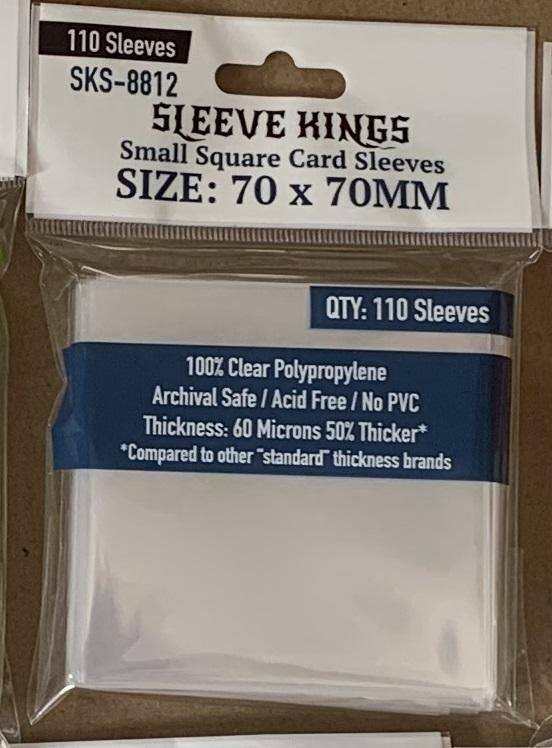 110 Sleeves
SKS-8812
SLEEVE KINGS
Small Square Card Sleeves
SIZE: 70 x 70MM
QTY: 110 Sleeves
100% Clear Polypropylene
Archival Safe / Acid Free / No PVC
Thickness: 60 Microns 50% Thicker*
*Compared to other "standard" thickness brands